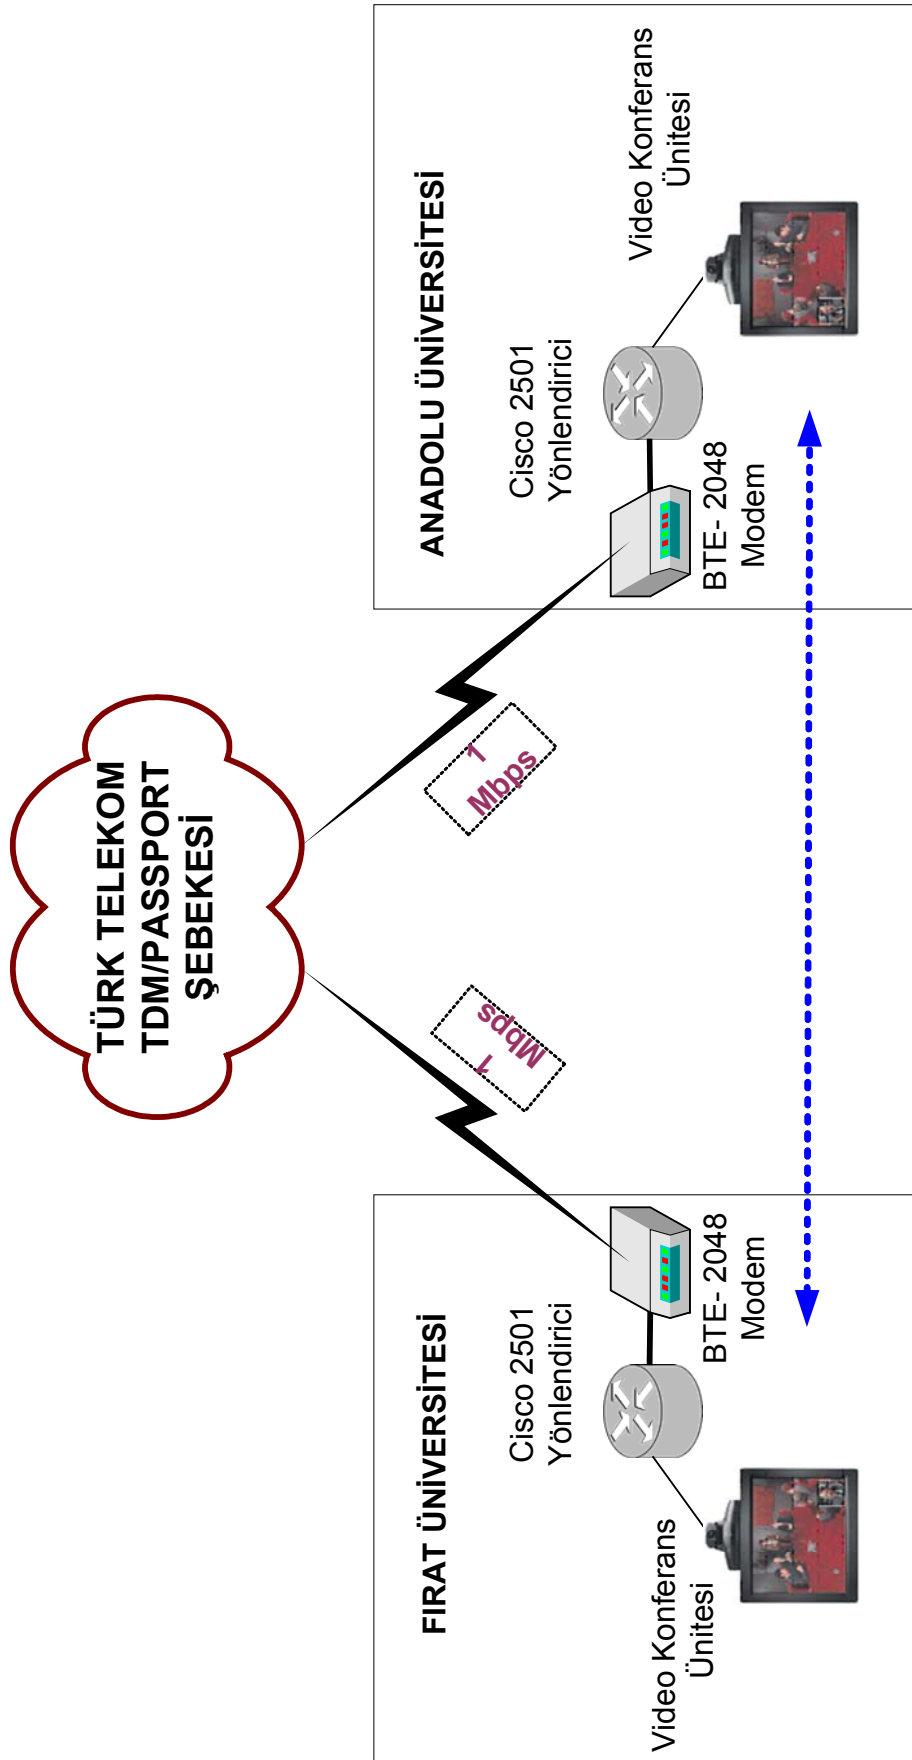 TÜRK TELEKOM
TDM/PASSPORT
ŞEBEKESİ
1
Mbps
1
Mbps
FIRAT ÜNİVERSİTESİ
Cisco 2501
Yönlendirici
BTE- 2048
Modem
Video Konferans
Ünitesi
ANADOLU ÜNİVERSİTESİ
Cisco 2501
Yönlendirici
BTE- 2048
Modem
Video Konferans
Ünitesi